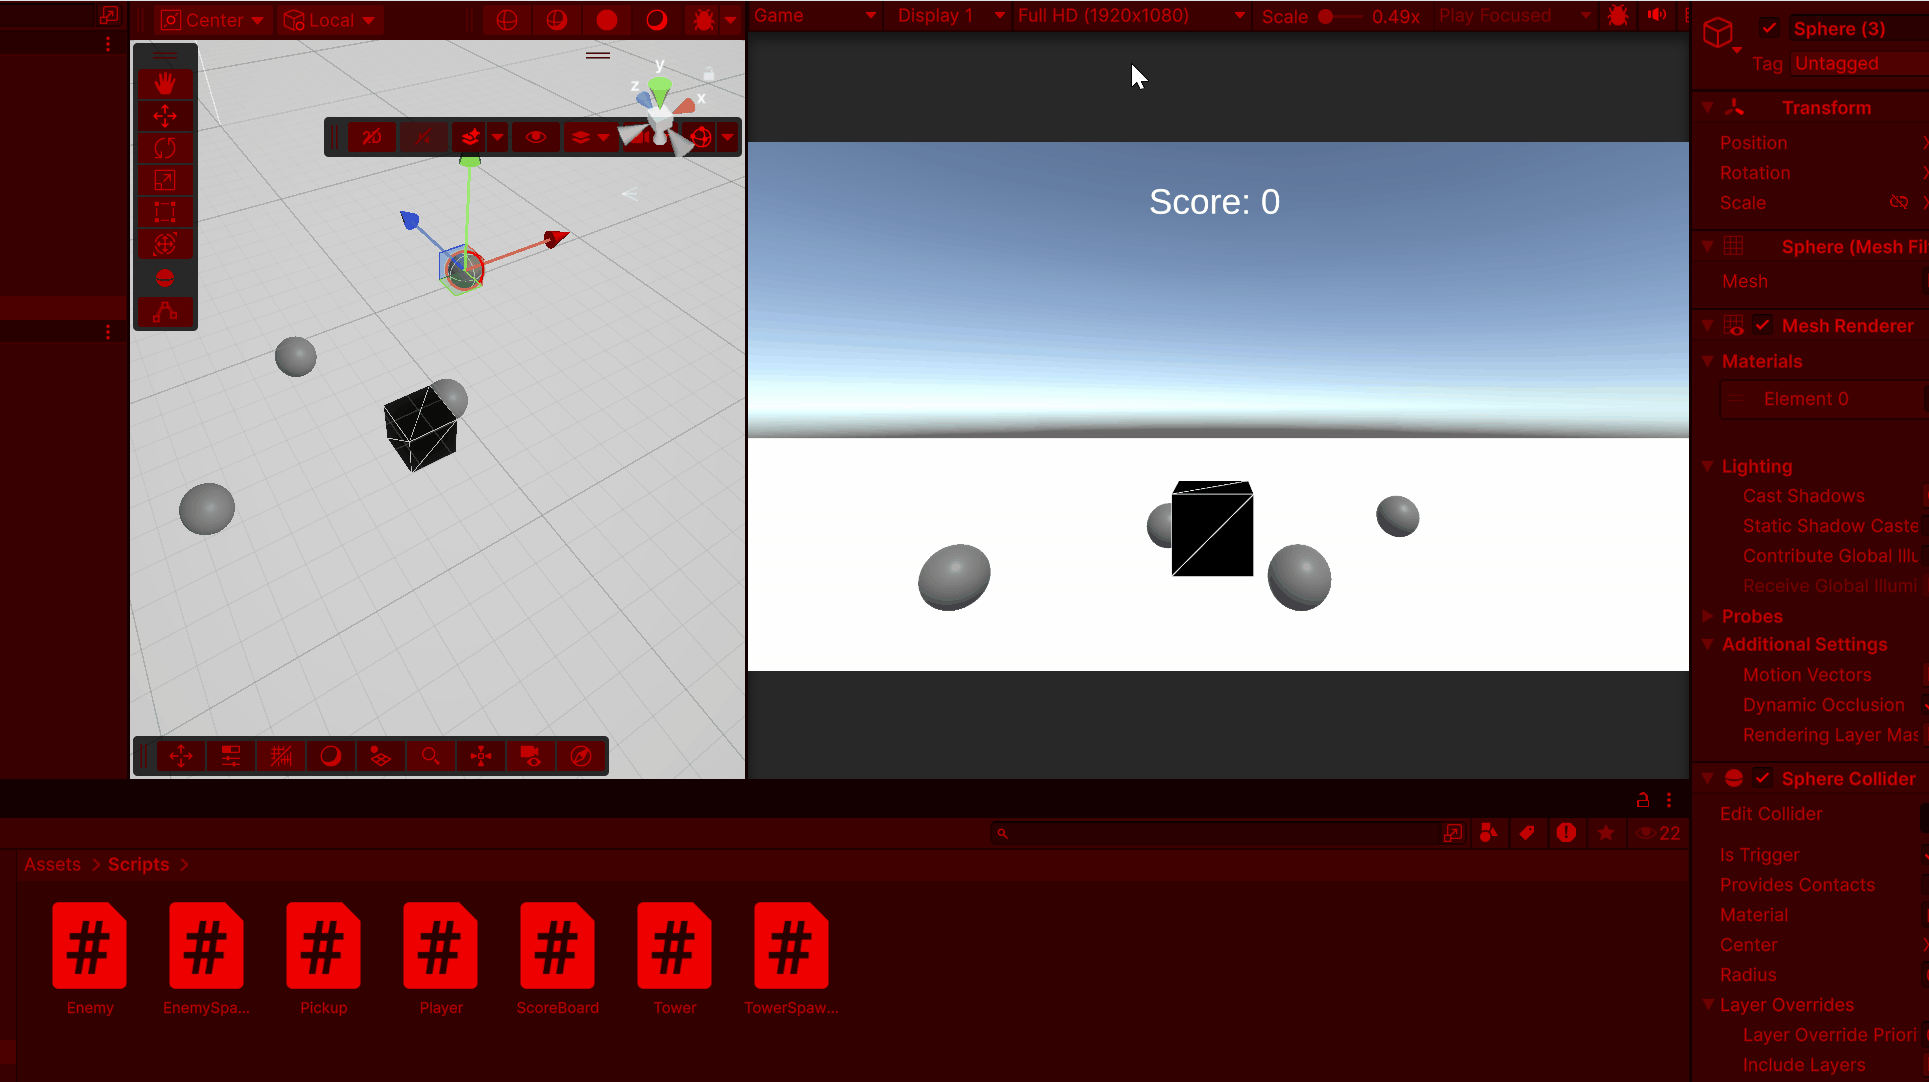 Center
Local
Game
Display 1
Full HD (1920x1080)
Scale
0.49x
Play Focused
y
z
x
2D
Score: 0
Sphere (3)
Tag
Untagged
Transform
Position
Rotation
Scale
Sphere (Mesh Fil
Mesh
Mesh Renderer
Materials
Element 0
Lighting
Cast Shadows
Static Shadow Caste
Contribute Global Illu
Receive Global Illumi
Probes
Additional Settings
Motion Vectors
Dynamic Occlusion
Rendering Layer Mas
Sphere Collider
Edit Collider
Is Trigger
Provides Contacts
Material
Center
Radius
Layer Overrides
Layer Override Priori
Include Layers
22
Assets > Scripts >
# # # # # # #
Enemy
EnemySpa...
Pickup
Player
ScoreBoard
Tower
TowerSpaw...